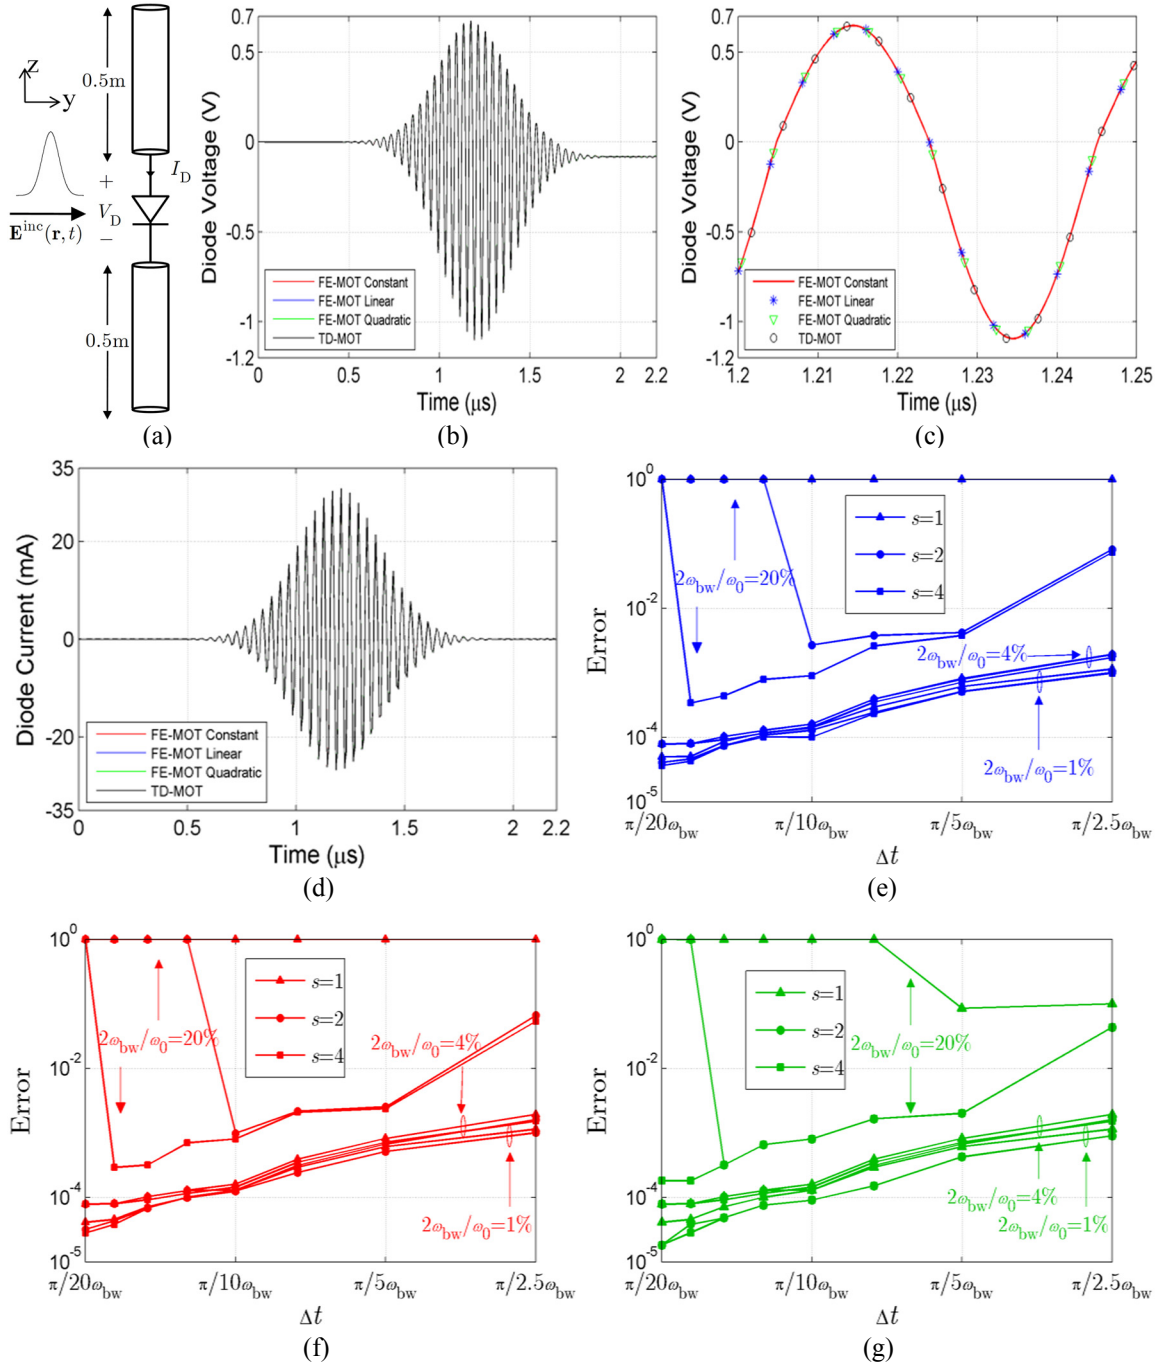 0.5m
z
y
I_D
+
V_D
−
E^inc(r, t)
0.5m
(a)
Diode Voltage (V)
0.7
0.5
0
-0.5
-1
-1.2
FE-MOT Constant
FE-MOT Linear
FE-MOT Quadratic
TD-MOT
0 0.5 1 1.5 2 2.2
Time (μs)
(b)
Diode Voltage (V)
0.7
0.5
0
-0.5
-1
-1.2
FE-MOT Constant
FE-MOT Linear
FE-MOT Quadratic
TD-MOT
1.2 1.21 1.22 1.23 1.24 1.25
Time (μs)
(c)
Diode Current (mA)
35
20
0
-20
-35
FE-MOT Constant
FE-MOT Linear
FE-MOT Quadratic
TD-MOT
0 0.5 1 1.5 2 2.2
Time (μs)
(d)
Error
10^0
10^-2
10^-4
10^-5
s=1
s=2
s=4
2ω_bw/ω_0=20%
2ω_bw/ω_0=4%
2ω_bw/ω_0=1%
π/20ω_bw π/10ω_bw π/5ω_bw π/2.5ω_bw
Δt
(e)
Error
10^0
10^-2
10^-4
10^-5
s=1
s=2
s=4
2ω_bw/ω_0=20%
2ω_bw/ω_0=4%
2ω_bw/ω_0=1%
π/20ω_bw π/10ω_bw π/5ω_bw π/2.5ω_bw
Δt
(f)
Error
10^0
10^-2
10^-4
10^-5
s=1
s=2
s=4
2ω_bw/ω_0=20%
2ω_bw/ω_0=4%
2ω_bw/ω_0=1%
π/20ω_bw π/10ω_bw π/5ω_bw π/2.5ω_bw
Δt
(g)